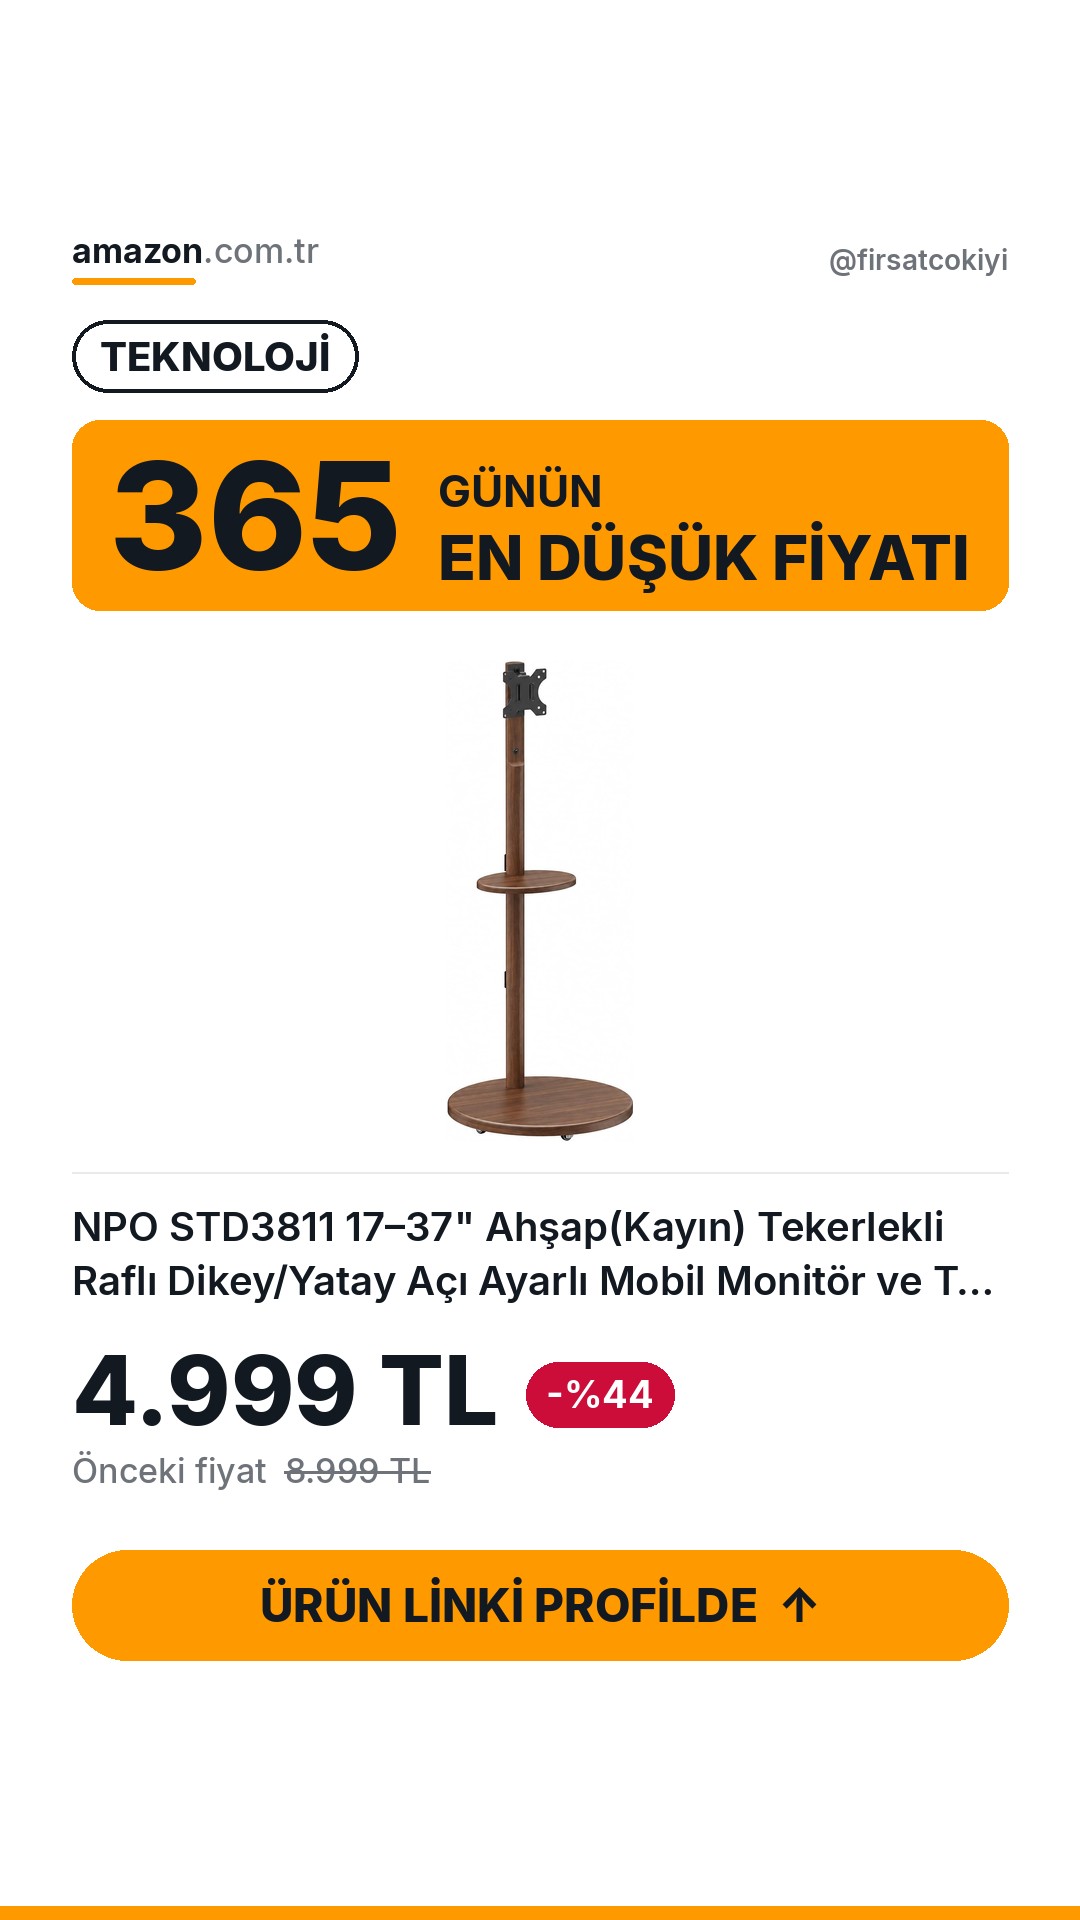 amazon.com.tr
@firsatcokiyi
TEKNOLOJİ
365 GÜNÜN
EN DÜŞÜK FİYATI
NPO STD3811 17–37" Ahşap(Kayın) Tekerlekli
Raflı Dikey/Yatay Açı Ayarlı Mobil Monitör ve T...
4.999 TL -%44
Önceki fiyat 8.999 TL
ÜRÜN LİNKİ PROFİLDE ↑